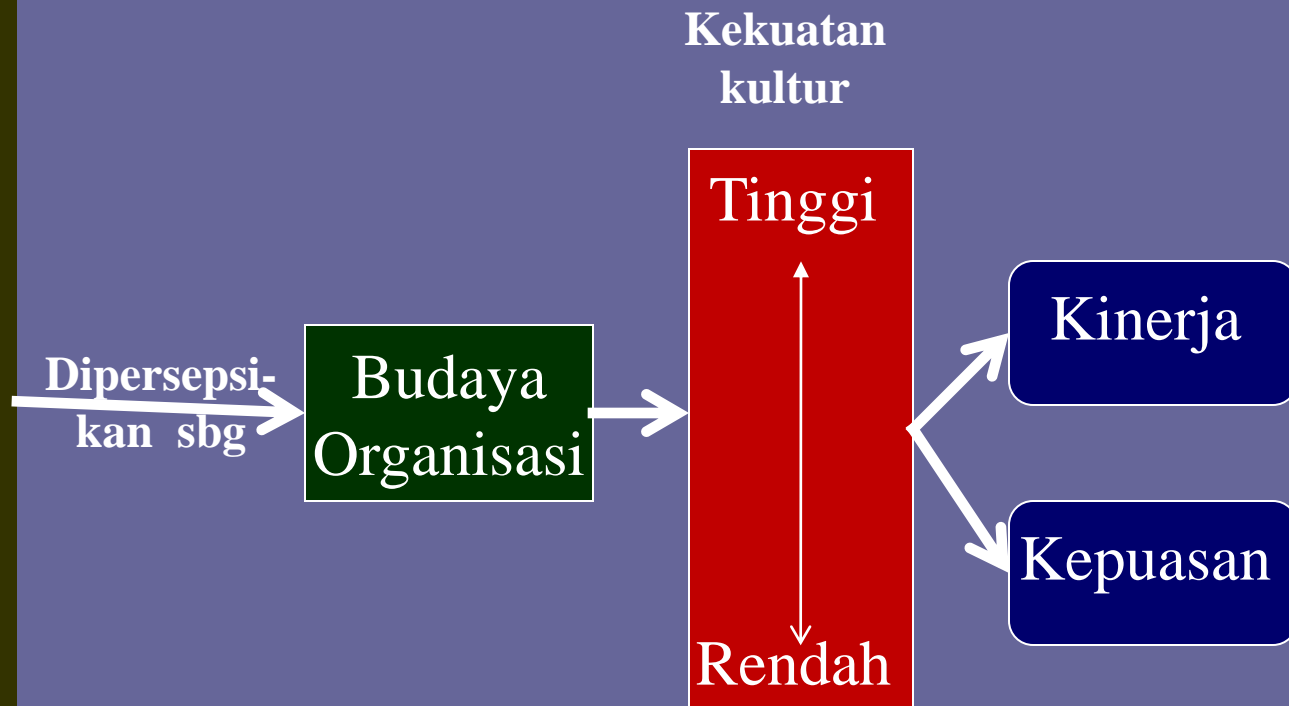 Kekuatan
kultur
Tinggi
Rendah
Dipersepsi-
kan sbg
Budaya
Organisasi
Kinerja
Kepuasan